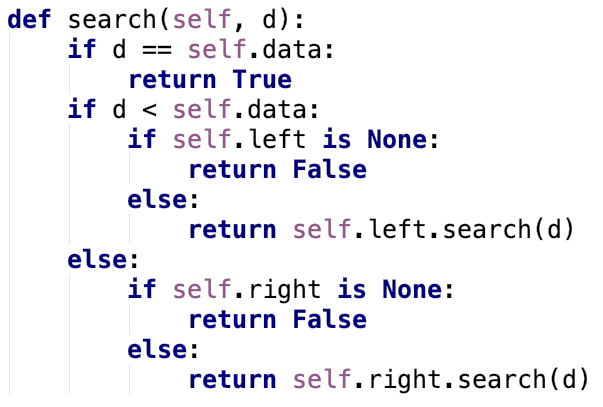 def search(self, d):
    if d == self.data:
        return True
    if d < self.data:
        if self.left is None:
            return False
        else:
            return self.left.search(d)
    else:
        if self.right is None:
            return False
        else:
            return self.right.search(d)